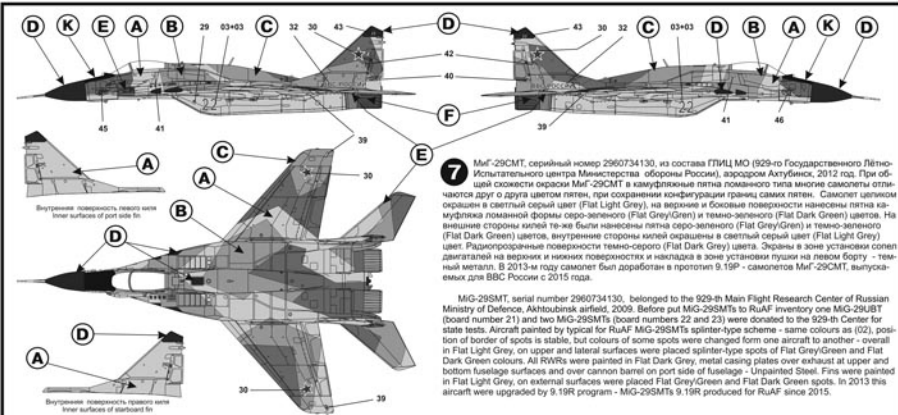 D K E A B 29 03+03 C 32 30 43 D 43 30 32 C 03+03 D B A K D
42
40
F
22
22
45 41 39 39 41 46
C
E
A
A
30
B
Внутренния поверхность левого киля
Inner surfaces of port side fin
D
D
A
30
39
Внутренния поверхность правого киля
Inner surfaces of starboard fin
7 МиГ-29СМТ, серийный номер 2960734130, из состава ГЛИЦ МО (929-го Государственного Лётно-
Испытательного центра Министерства обороны России), аэродром Ахтубинск, 2012 год. При об-
щей схожести окраски МиГ-29СМТ в камуфляжные пятна ломанного типа многие самолеты отли-
чаются друг о друга цветом пятен, при сохранении конфигурации границ самих пятен. Самолет целиком
окрашен в светлый серый цвет (Flat Light Grey), на верхние и боковые поверхности нанесены пятна ка-
муфляжа ломанной формы серо-зеленого (Flat Grey\Gren) и темно-зеленого (Flat Dark Green) цветов. На
внешние стороны килей те-же были нанесены пятна серо-зеленого (Flat Grey\Gren) и темно-зеленого
(Flat Dark Green) цветов, внутренние стороны килей окрашены в светлый серый цвет (Flat Light Grey)
цвет. Радиопрозрачные поверхности темно-серого (Flat Dark Grey) цвета. Экраны в зоне установки сопел
двигателей на верхних и нижних поверхностях и накладка в зоне установки пушки на левом борту - тем-
ный металл. В 2013-м году самолет был доработан в прототип 9.19Р - самолетов МиГ-29СМТ, выпускае-
мых для ВВС России с 2015 года.
MiG-29SMT, serial number 2960734130, belonged to the 929-th Main Flight Research Center of Russian
Ministry of Defence, Akhtoubinsk airfield, 2009. Before put MiG-29SMTs to RuAF inventory one MiG-29UBT
(board number 21) and two MiG-29SMTs (board numbers 22 and 23) were donated to the 929-th Center for
state tests. Aircraft painted by typical for RuAF MiG-29SMTs splinter-type scheme - same colours as (02), pos-
ition of border of spots is stable, but colours of some spots were changed form one aircraft to another - overall
in Flat Light Grey, on upper and lateral surfaces were placed splinter-type spots of Flat Grey\Green and Flat
Dark Green colours. All RWRs were painted in Flat Dark Grey, metal casing plates over exhaust at upper and
bottom fuselage surfaces and over cannon barrel on port side of fuselage - Unpainted Steel. Fins were painted
in Flat Light Grey, on external surfaces were placed Flat Grey\Green and Flat Dark Green spots. In 2013 this
aircarft were upgraded by 9.19R program - MiG-29SMTs 9.19R produced for RuAF since 2015.